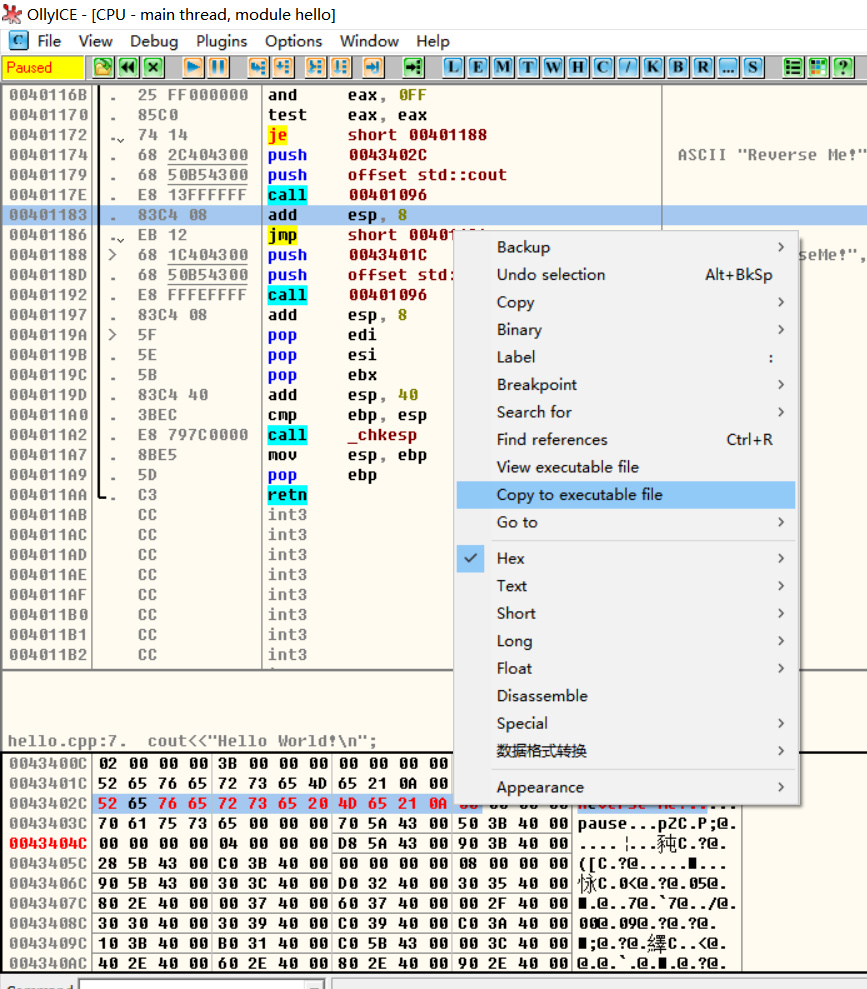 OllyICE - [CPU - main thread, module hello]
C File View Debug Plugins Options Window Help
Paused L E M T W H C / K B R ... S ?
0040116B . 25 FF000000 and eax, 0FF
00401170 . 85C0 test eax, eax
00401172 . 74 14 je short 00401188
00401174 . 68 2C404300 push 0043402C ASCII "Reverse Me!"
00401179 . 68 50B54300 push offset std::cout
0040117E . E8 13FFFFFF call 00401096
00401183 . 83C4 08 add esp, 8
00401186 . EB 12 jmp short 00401
00401188 > 68 1C404300 push 0043401C seMe!",
0040118D . 68 50B54300 push offset std:
00401192 . E8 FFFEFFFF call 00401096
00401197 . 83C4 08 add esp, 8
0040119A > 5F pop edi
0040119B . 5E pop esi
0040119C . 5B pop ebx
0040119D . 83C4 40 add esp, 40
004011A0 . 3BEC cmp ebp, esp
004011A2 . E8 797C0000 call _chkesp
004011A7 . 8BE5 mov esp, ebp
004011A9 . 5D pop ebp
004011AA . C3 retn
004011AB CC int3
004011AC CC int3
004011AD CC int3
004011AE CC int3
004011AF CC int3
004011B0 CC int3
004011B1 CC int3
004011B2 CC int3
Backup
Undo selection Alt+BkSp
Copy
Binary
Label :
Breakpoint
Search for
Find references Ctrl+R
View executable file
Copy to executable file
Go to
Hex
Text
Short
Long
Float
Disassemble
Special
数据格式转换
Appearance
hello.cpp:7. cout<<"Hello World!\n";
0043400C 02 00 00 00 3B 00 00 00 00 00 00 00
0043401C 52 65 76 65 72 73 65 4D 65 21 0A 00
0043402C 52 65 76 65 72 73 65 20 4D 65 21 0A 00 00 00 00 Reverse Me!.....
0043403C 70 61 75 73 65 00 00 00 70 5A 43 00 50 3B 40 00 pause...pZC.P;@.
0043404C 00 00 00 00 04 00 00 00 D8 5A 43 00 90 3B 40 00
0043405C 28 5B 43 00 C0 3B 40 00 00 00 00 00 08 00 00 00
0043406C 90 5B 43 00 30 3C 40 00 D0 32 40 00 30 35 40 00
0043407C 80 2E 40 00 00 37 40 00 60 37 40 00 00 2F 40 00
0043408C 30 30 40 00 30 39 40 00 C0 39 40 00 C0 3A 40 00 00@.09@.?@.?@.
0043409C 10 3B 40 00 B0 31 40 00 C0 5B 43 00 00 3C 40 00
004340AC 40 2E 40 00 60 2E 40 00 80 2E 40 00 90 2E 40 00